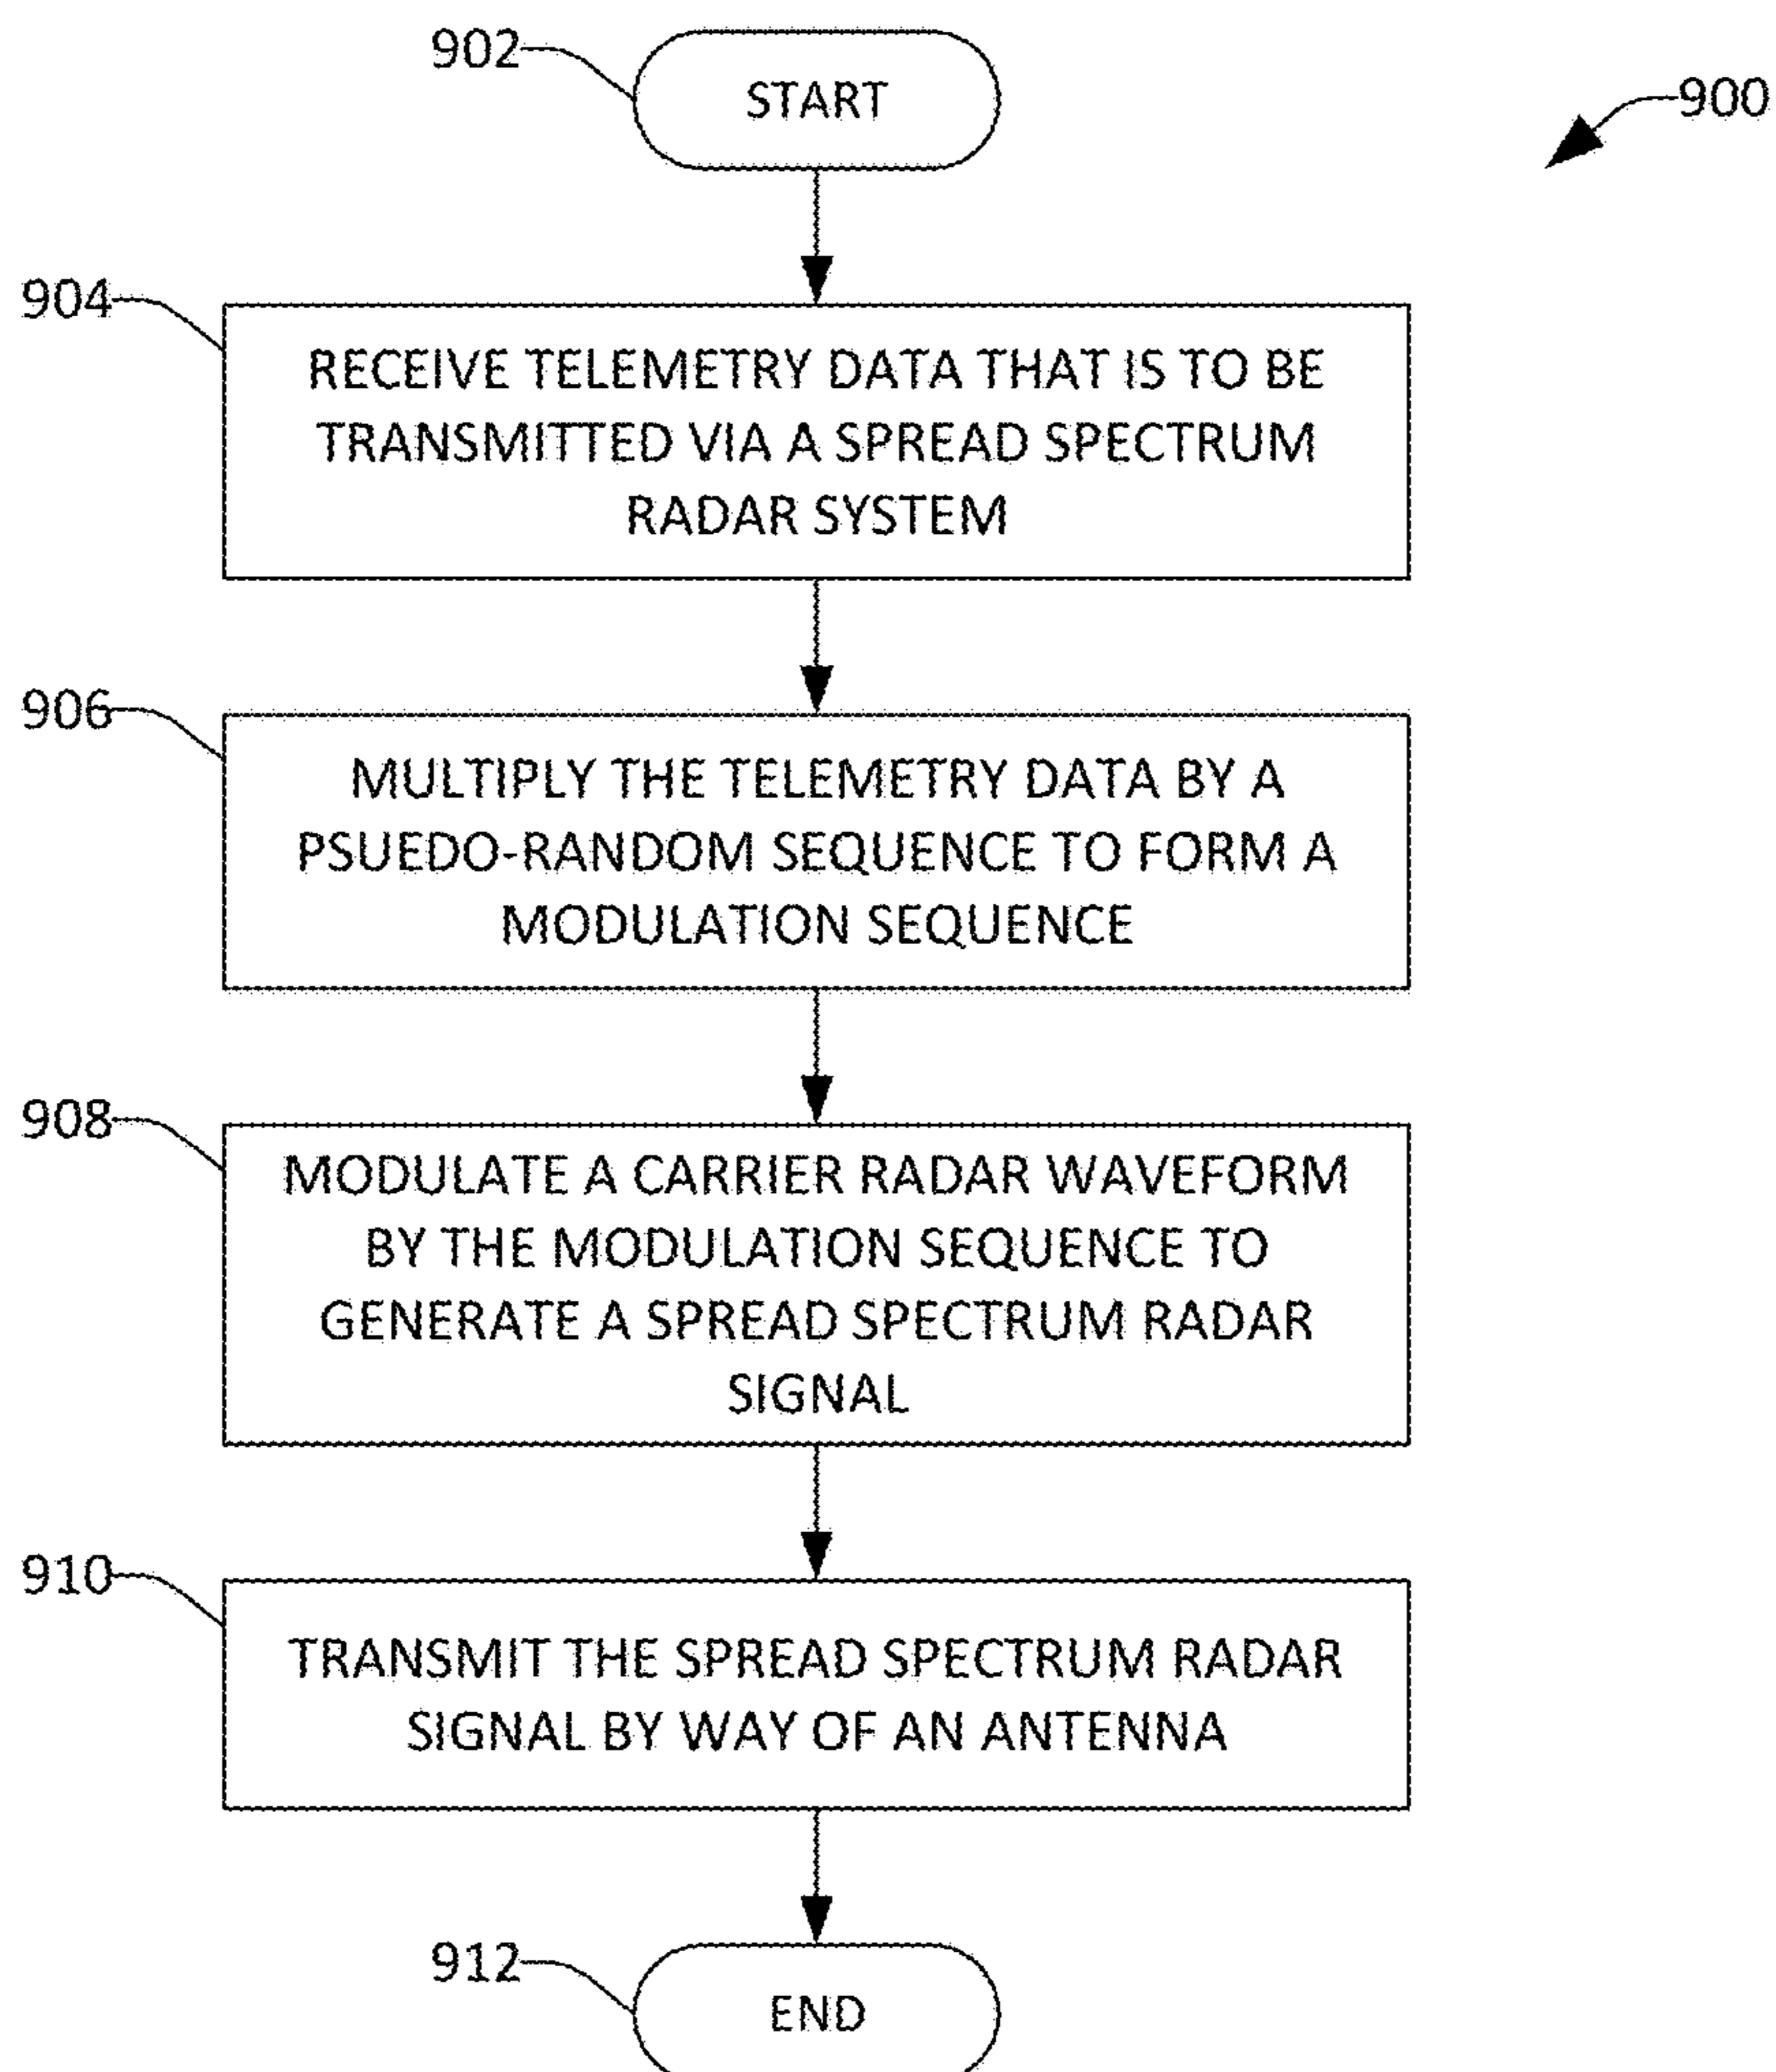 902
START
900
904
RECEIVE TELEMETRY DATA THAT IS TO BE
TRANSMITTED VIA A SPREAD SPECTRUM
RADAR SYSTEM
906
MULTIPLY THE TELEMETRY DATA BY A
PSUEDO-RANDOM SEQUENCE TO FORM A
MODULATION SEQUENCE
908
MODULATE A CARRIER RADAR WAVEFORM
BY THE MODULATION SEQUENCE TO
GENERATE A SPREAD SPECTRUM RADAR
SIGNAL
910
TRANSMIT THE SPREAD SPECTRUM RADAR
SIGNAL BY WAY OF AN ANTENNA
912
END